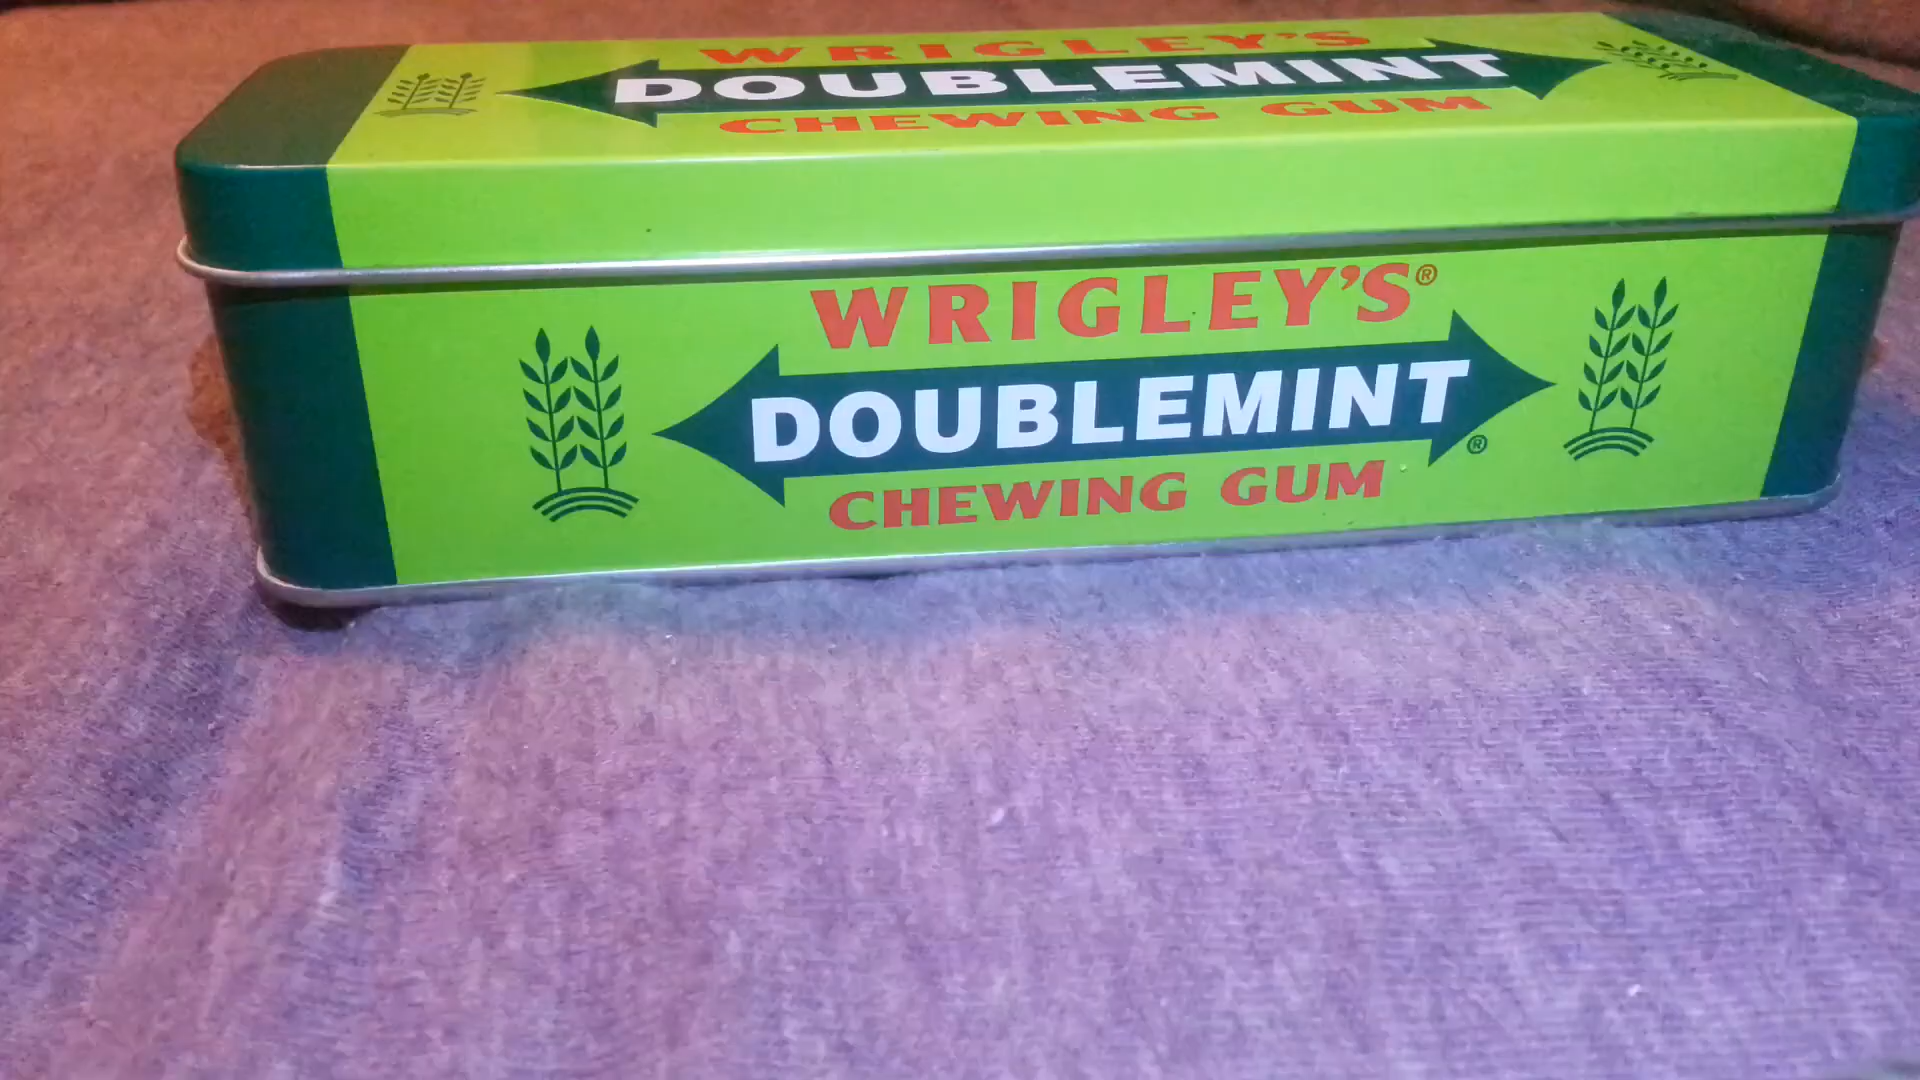 WRIGLEY'S
DOUBLEMINT
CHEWING GUM
WRIGLEY'S®
DOUBLEMINT®
CHEWING GUM